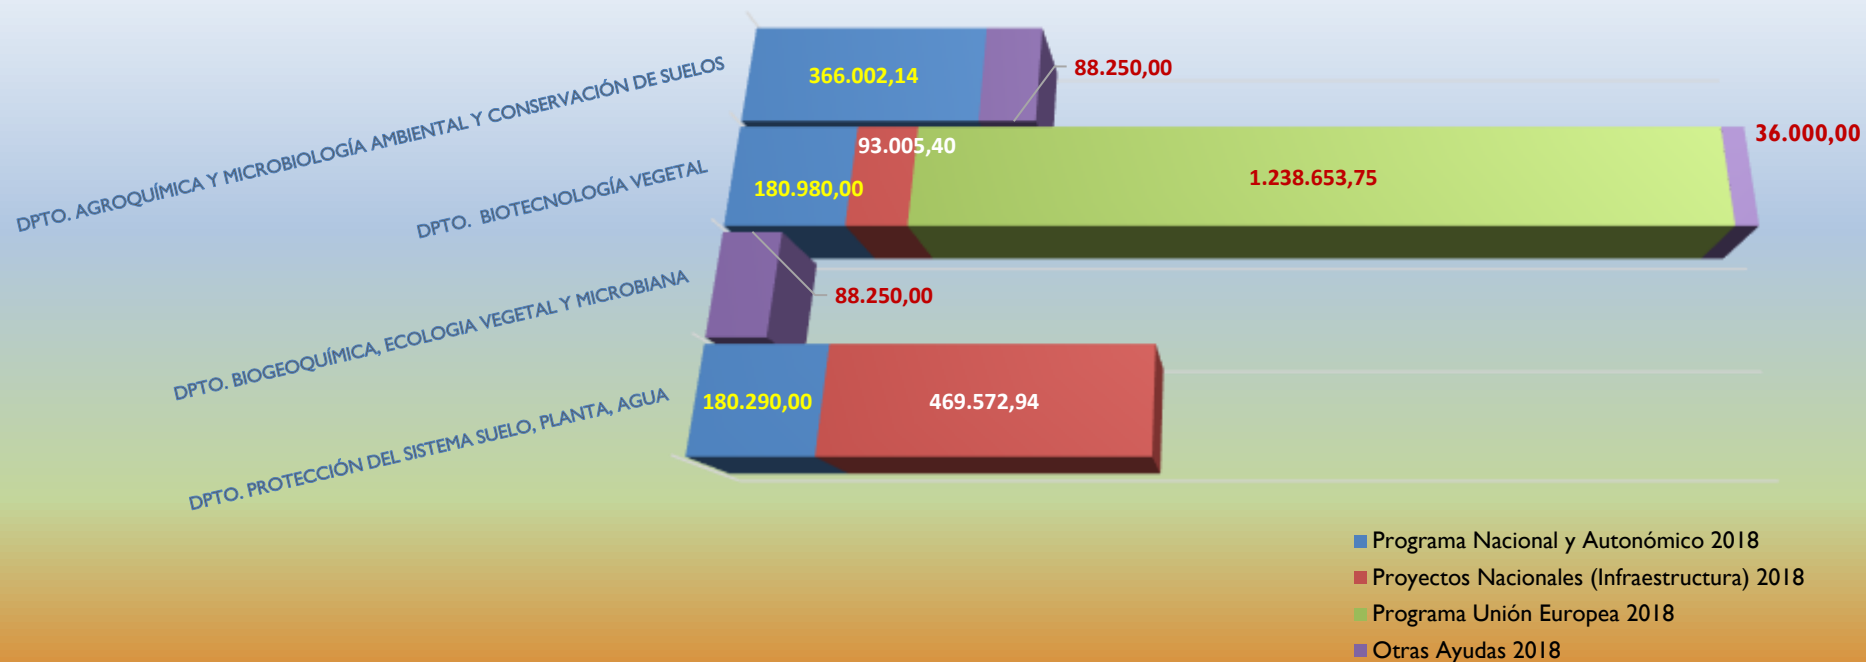 DPTO. AGROQUÍMICA Y MICROBIOLOGÍA AMBIENTAL Y CONSERVACIÓN DE SUELOS
366.002,14
88.250,00
DPTO. BIOTECNOLOGÍA VEGETAL
180.980,00
93.005,40
1.238.653,75
36.000,00
DPTO. BIOGEOQUÍMICA, ECOLOGIA VEGETAL Y MICROBIANA
88.250,00
DPTO. PROTECCIÓN DEL SISTEMA SUELO, PLANTA, AGUA
180.290,00
469.572,94
Programa Nacional y Autonómico 2018
Proyectos Nacionales (Infraestructura) 2018
Programa Unión Europea 2018
Otras Ayudas 2018